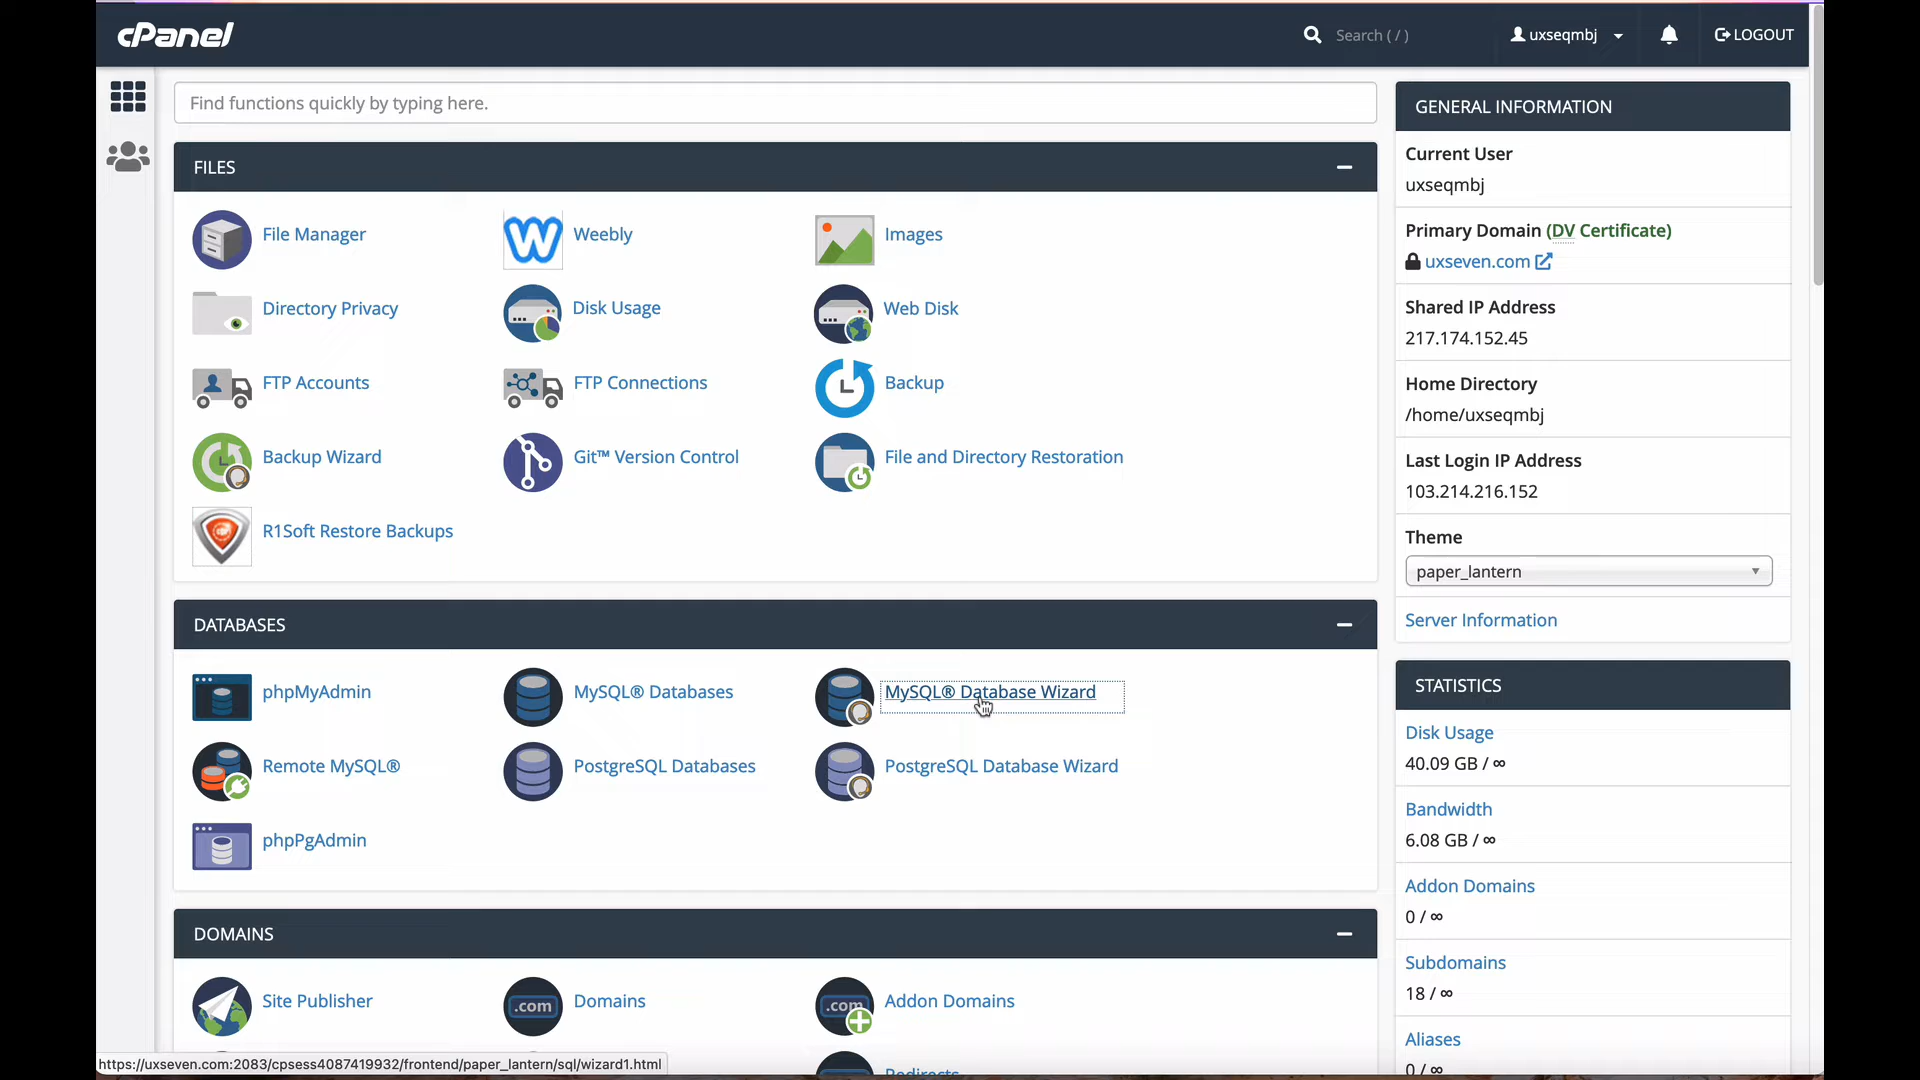 cPanel
Search ( / )
uxseqmbj
LOGOUT
Find functions quickly by typing here.
FILES
File Manager
Weebly
Images
Directory Privacy
Disk Usage
Web Disk
FTP Accounts
FTP Connections
Backup
Backup Wizard
Git™ Version Control
File and Directory Restoration
R1Soft Restore Backups
DATABASES
phpMyAdmin
MySQL® Databases
MySQL® Database Wizard
Remote MySQL®
PostgreSQL Databases
PostgreSQL Database Wizard
phpPgAdmin
DOMAINS
Site Publisher
.com
Domains
.com
Addon Domains
Redirects
https://uxseven.com:2083/cpsess4087419932/frontend/paper_lantern/sql/wizard1.html
GENERAL INFORMATION
Current User
uxseqmbj
Primary Domain (DV Certificate)
uxseven.com
Shared IP Address
217.174.152.45
Home Directory
/home/uxseqmbj
Last Login IP Address
103.214.216.152
Theme
paper_lantern
Server Information
STATISTICS
Disk Usage
40.09 GB / ∞
Bandwidth
6.08 GB / ∞
Addon Domains
0 / ∞
Subdomains
18 / ∞
Aliases
0 / ∞